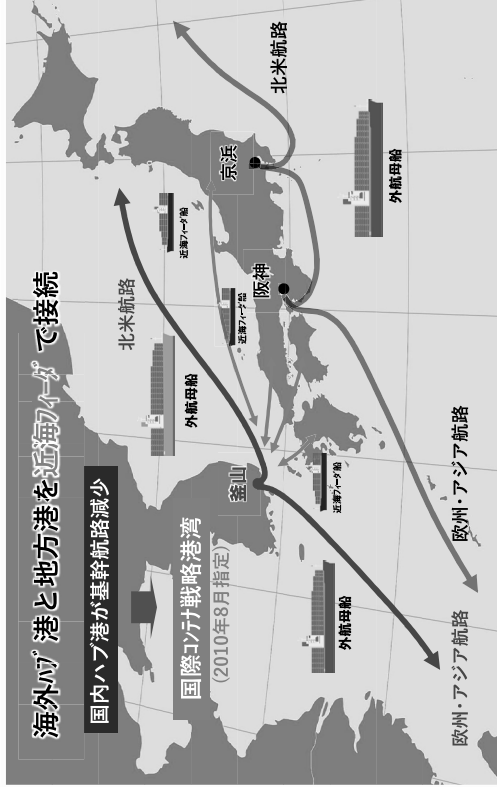 海外ﾊﾌﾞ港と地方港を近海ﾌｨｰﾀﾞで接続
国内ハブ港が基幹航路減少
国際ｺﾝﾃﾅ戦略港湾
(2010年8月指定)
北米航路
北米航路
外航母船
近海ﾌｨｰﾀﾞ船
近海ﾌｨｰﾀﾞ船
京浜
阪神
外航母船
釜山
近海ﾌｨｰﾀﾞ船
外航母船
欧州・アジア航路
欧州・アジア航路